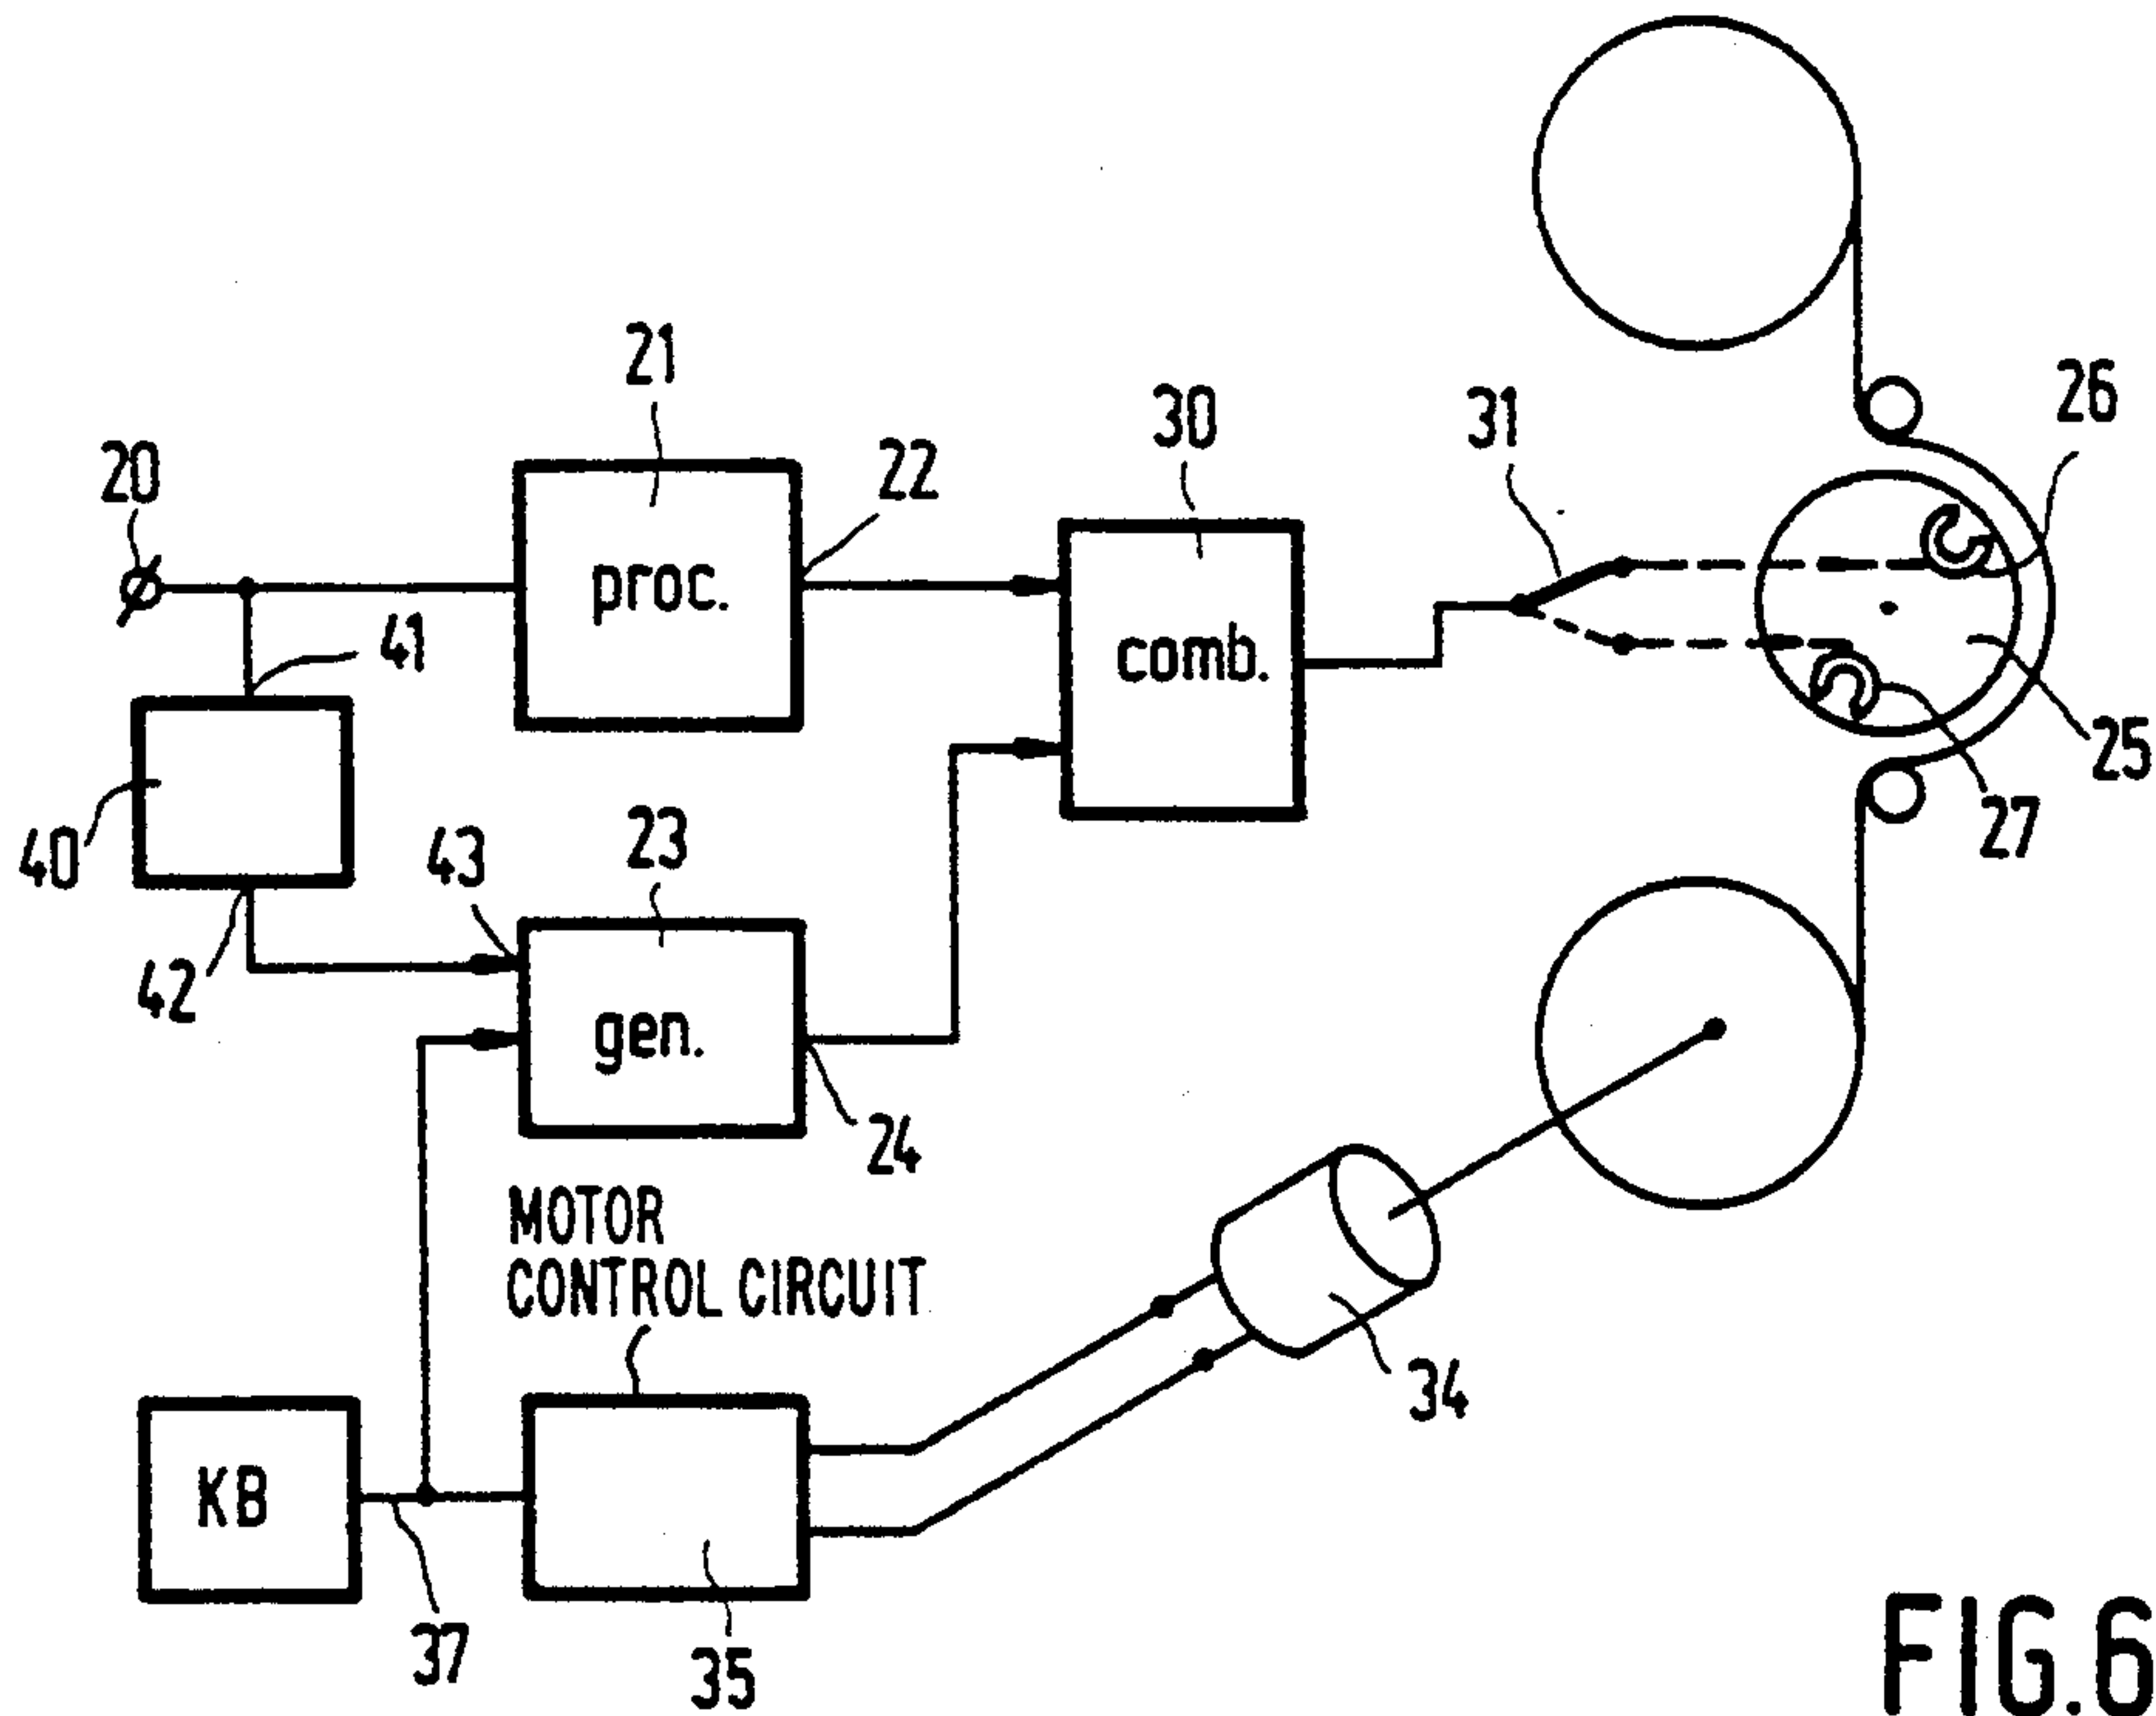 21
26
31
30
20
22
proc.
41
comb.
25
40
43
23
27
42
gen.
24
MOTOR
CONTROL CIRCUIT
34
KB
37
35
FIG.6